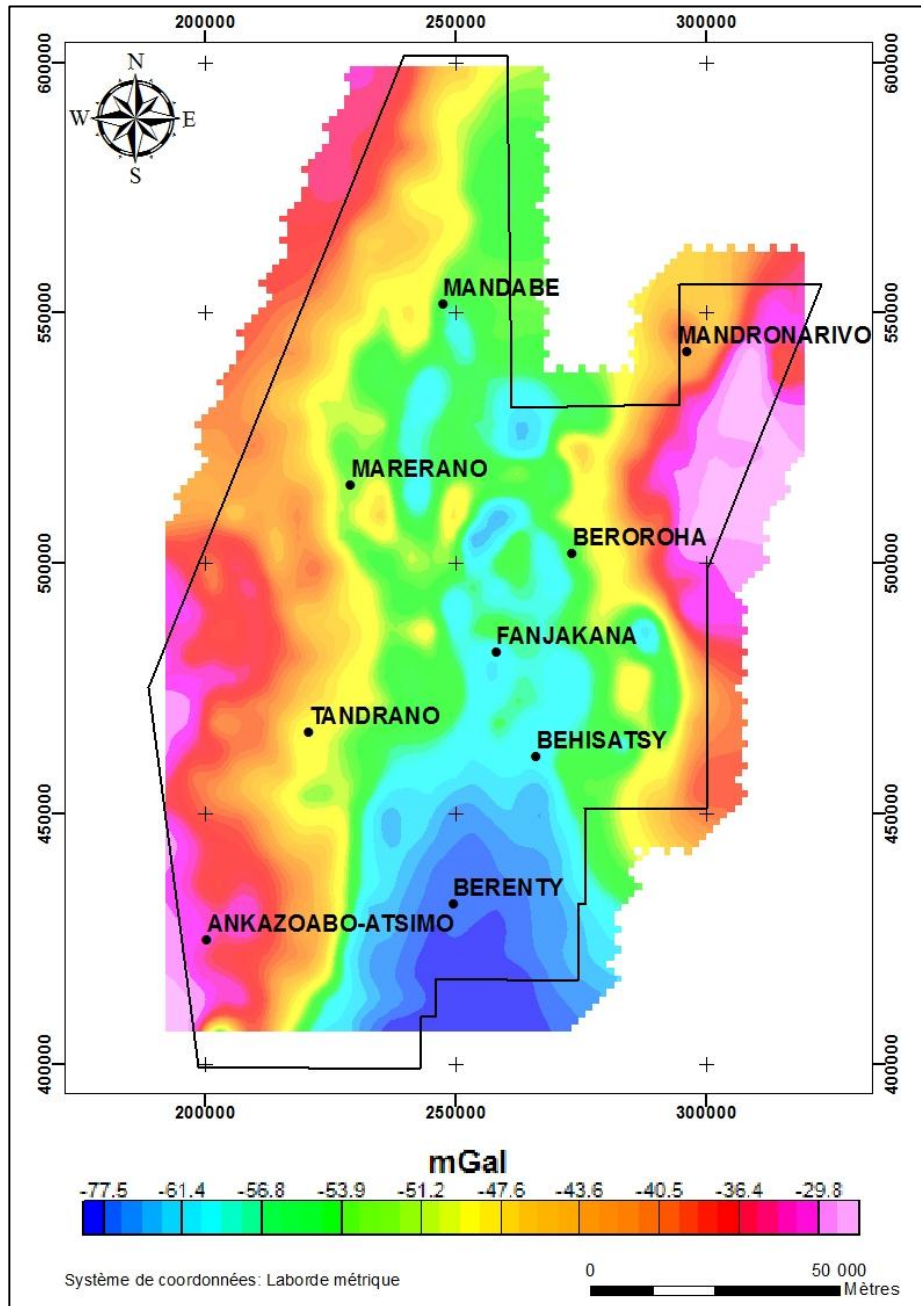 200000 250000 300000
600000 600000
N
W E
S
MANDABE
550000 550000
MANDRONARIVO
MARERANO
BEROROHA
500000 500000
FANJAKANA
TANDRANO
BEHISATSY
450000 450000
BERENTY
ANKAZOABO-ATSIMO
400000 400000
200000 250000 300000
mGal
-77.5 -61.4 -56.8 -53.9 -51.2 -47.6 -43.6 -40.5 -36.4 -29.8
Système de coordonnées: Laborde métrique
0 50 000
Mètres